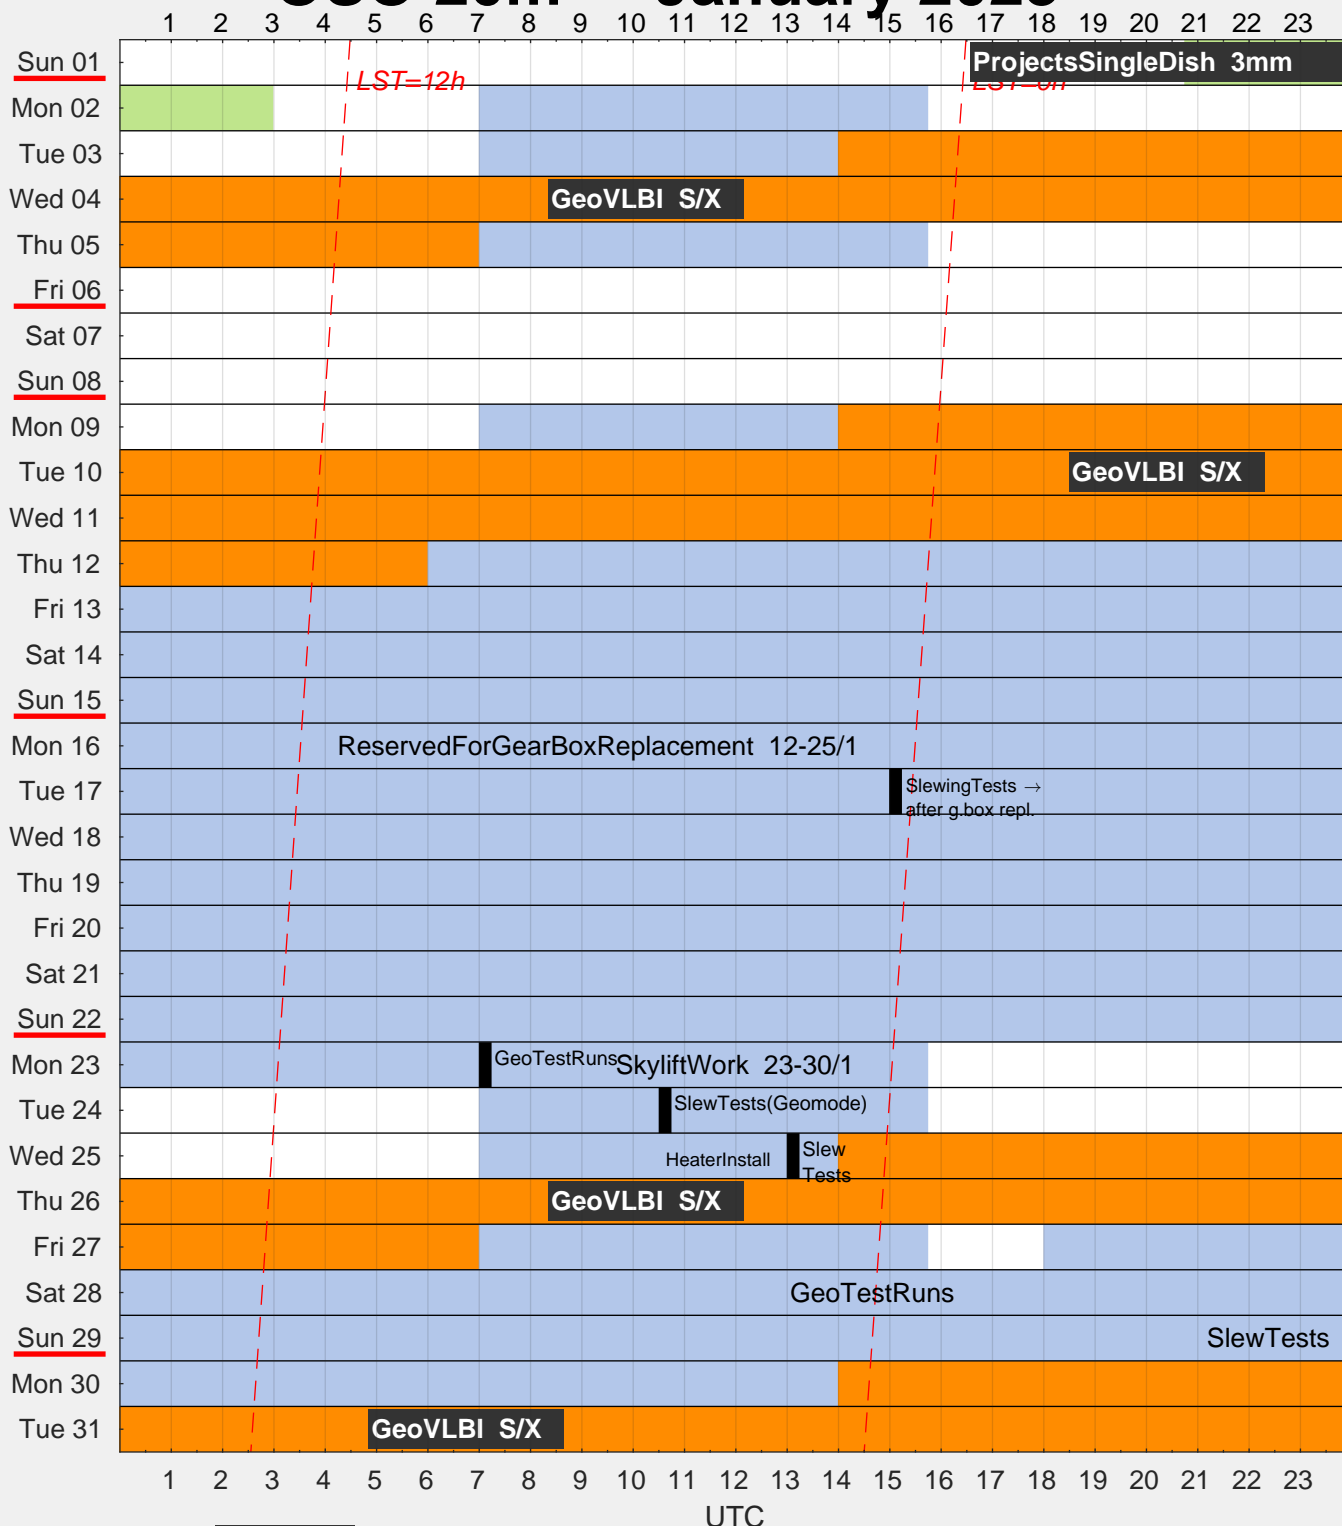 1 2 3 4 5 6 7 8 9 10 11 12 13 14 15 16 17 18 19 20 21 22 23
Sun 01
ProjectsSingleDish 3mm
LST=12h
Mon 02
Tue 03
Wed 04
GeoVLBI S/X
Thu 05
Fri 06
Sat 07
Sun 08
Mon 09
Tue 10
GeoVLBI S/X
Wed 11
Thu 12
Fri 13
Sat 14
Sun 15
Mon 16
ReservedForGearBoxReplacement 12-25/1
Tue 17
SlewingTests →
after g.box repl.
Wed 18
Thu 19
Fri 20
Sat 21
Sun 22
Mon 23
GeoTestRuns
SkyliftWork 23-30/1
Tue 24
SlewTests(Geomode)
Wed 25
HeaterInstall
Slew
Tests
Thu 26
GeoVLBI S/X
Fri 27
Sat 28
GeoTestRuns
Sun 29
SlewTests
Mon 30
Tue 31
GeoVLBI S/X
1 2 3 4 5 6 7 8 9 10 11 12 13 14 15 16 17 18 19 20 21 22 23
UTC